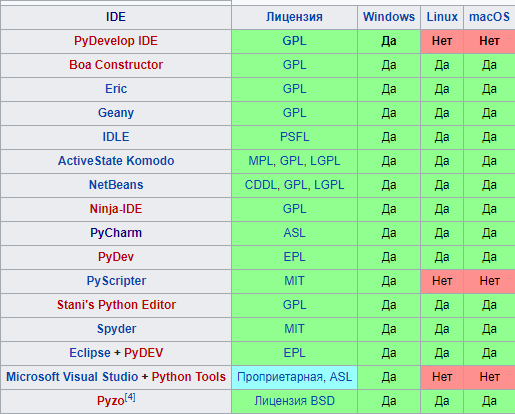 IDE Лицензия Windows Linux macOS
PyDevelop IDE GPL Да Нет Нет
Boa Constructor GPL Да Да Да
Eric GPL Да Да Да
Geany GPL Да Да Да
IDLE PSFL Да Да Да
ActiveState Komodo MPL, GPL, LGPL Да Да Да
NetBeans CDDL, GPL, LGPL Да Да Да
Ninja-IDE GPL Да Да Да
PyCharm ASL Да Да Да
PyDev EPL Да Да Да
PyScripter MIT Да Нет Нет
Stani's Python Editor GPL Да Да Да
Spyder MIT Да Да Да
Eclipse + PyDEV EPL Да Да Да
Microsoft Visual Studio + Python Tools Проприетарная, ASL Да Нет Нет
Pyzo[4] Лицензия BSD Да Да Да